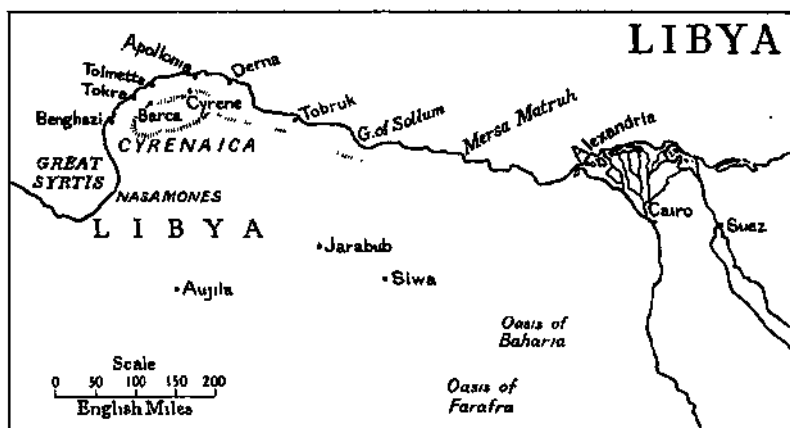 LIBYA
Apollonia
Tolmetta
Derna
Tokra
Cyrene
Barca
Benghazi
Tobruk
CYRENAICA
G. of Sollum
Mersa Matruh
Alexandria
GREAT
SYRTIS
NASAMONES
LIBYA
Cairo
Suez
Jarabub
Siwa
Aujila
Oasis of
Baharia
Oasis of
Farafra
Scale
0 50 100 150 200
English Miles